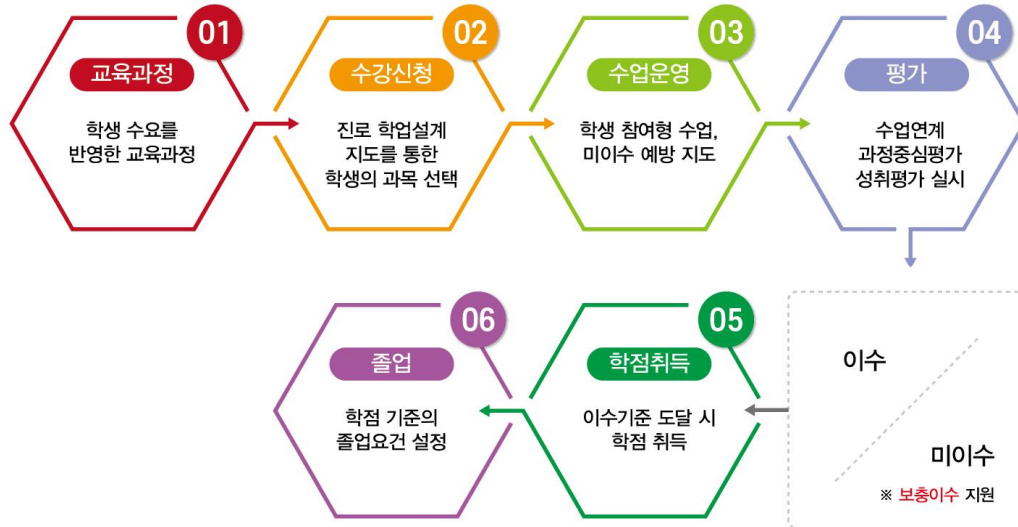 01
교육과정
학생 수요를
반영한 교육과정
02
수강신청
진로 학업설계
지도를 통한
학생의 과목 선택
03
수업운영
학생 참여형 수업,
미이수 예방 지도
04
평가
수업연계
과정중심평가
성취평가 실시
이수
미이수
※ 보충이수 지원
05
학점취득
이수기준 도달 시
학점 취득
06
졸업
학점 기준의
졸업요건 설정